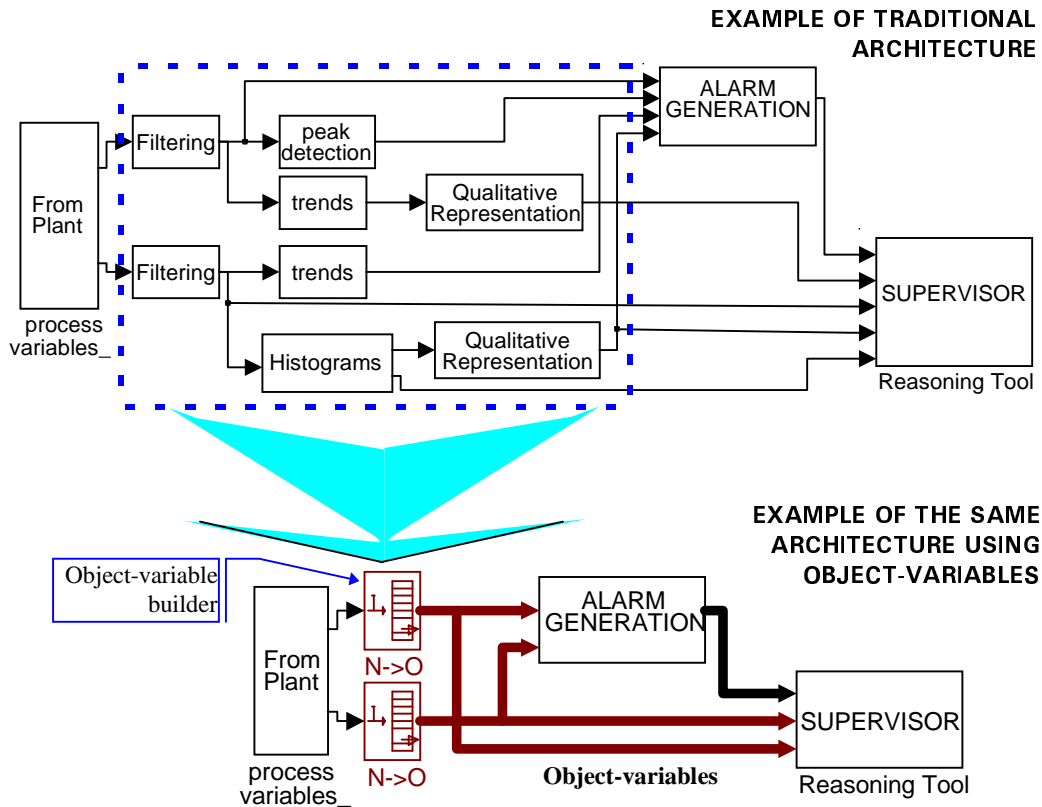 EXAMPLE OF TRADITIONAL
ARCHITECTURE
ALARM
GENERATION
Filtering
peak
detection
From
Plant
trends
Qualitative
Representation
Filtering
trends
SUPERVISOR
process
variables_
Histograms
Qualitative
Representation
Reasoning Tool
EXAMPLE OF THE SAME
ARCHITECTURE USING
OBJECT-VARIABLES
Object-variable
builder
ALARM
GENERATION
From
Plant
N->O
SUPERVISOR
process
variables_
N->O
Object-variables
Reasoning Tool